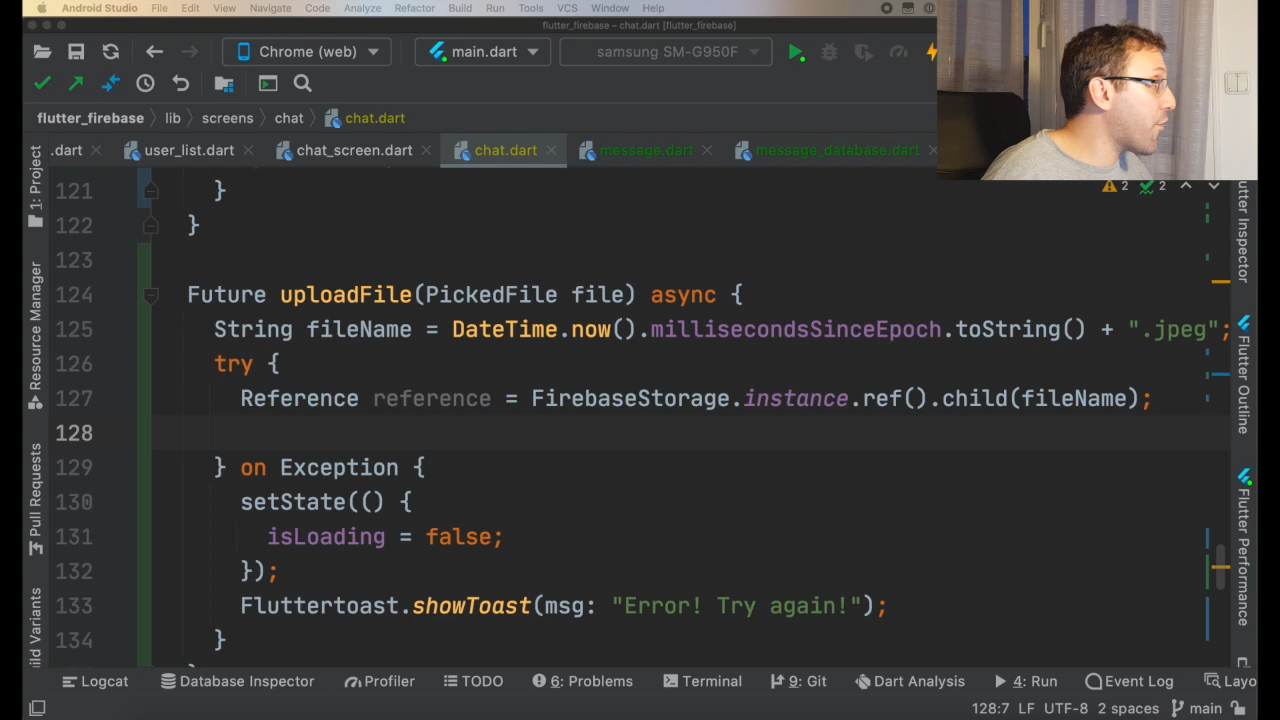 Android Studio File Edit View Navigate Code Analyze Refactor Build Run Tools VCS Window Help
flutter_firebase – chat.dart [flutter_firebase]
Chrome (web) main.dart samsung SM-G950F
flutter_firebase lib screens chat chat.dart
.dart user_list.dart chat_screen.dart chat.dart message.dart message_database.dart
2 2
121 }
122 }
123
124 Future uploadFile(PickedFile file) async {
125 String fileName = DateTime.now().millisecondsSinceEpoch.toString() + ".jpeg";
126 try {
127 Reference reference = FirebaseStorage.instance.ref().child(fileName);
128
129 } on Exception {
130 setState(() {
131 isLoading = false;
132 });
133 Fluttertoast.showToast(msg: "Error! Try again!");
134 }
1: Project
Resource Manager
Pull Requests
ild Variants
utter Inspector
Flutter Outline
Flutter Performance
Logcat Database Inspector Profiler TODO 6: Problems Terminal 9: Git Dart Analysis 4: Run Event Log Layo
128:7 LF UTF-8 2 spaces main